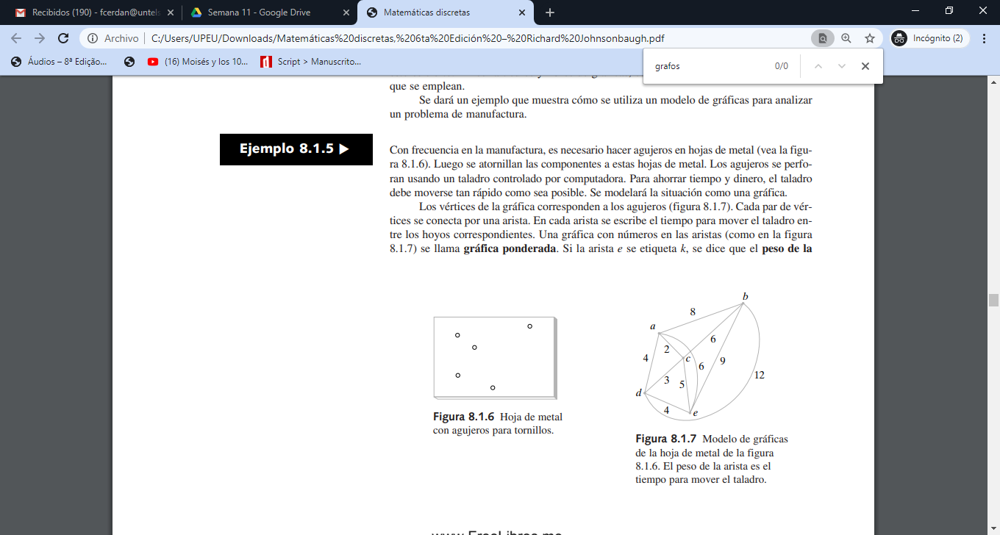 Recibidos (190) - fcerdan@untels
Semana 11 - Google Drive
Matemáticas discretas
Archivo
C:/Users/UPEU/Downloads/Matemáticas%20discretas,%206ta%20Edición%20–%20Richard%20Johnsonbaugh.pdf
Incógnito (2)
Áudios – 8ª Edição...
(16) Moisés y los 10...
Script > Manuscrito...
grafos
0/0
que se emplean.
Se dará un ejemplo que muestra cómo se utiliza un modelo de gráficas para analizar
un problema de manufactura.
Ejemplo 8.1.5
Con frecuencia en la manufactura, es necesario hacer agujeros en hojas de metal (vea la figu-
ra 8.1.6). Luego se atornillan las componentes a estas hojas de metal. Los agujeros se perfo-
ran usando un taladro controlado por computadora. Para ahorrar tiempo y dinero, el taladro
debe moverse tan rápido como sea posible. Se modelará la situación como una gráfica.
Los vértices de la gráfica corresponden a los agujeros (figura 8.1.7). Cada par de vér-
tices se conecta por una arista. En cada arista se escribe el tiempo para mover el taladro en-
tre los hoyos correspondientes. Una gráfica con números en las aristas (como en la figura
8.1.7) se llama gráfica ponderada. Si la arista e se etiqueta k, se dice que el peso de la
b
8
a
6
2
4
c
9
6
12
3
5
d
4
e
Figura 8.1.6 Hoja de metal
con agujeros para tornillos.
Figura 8.1.7 Modelo de gráficas
de la hoja de metal de la figura
8.1.6. El peso de la arista es el
tiempo para mover el taladro.